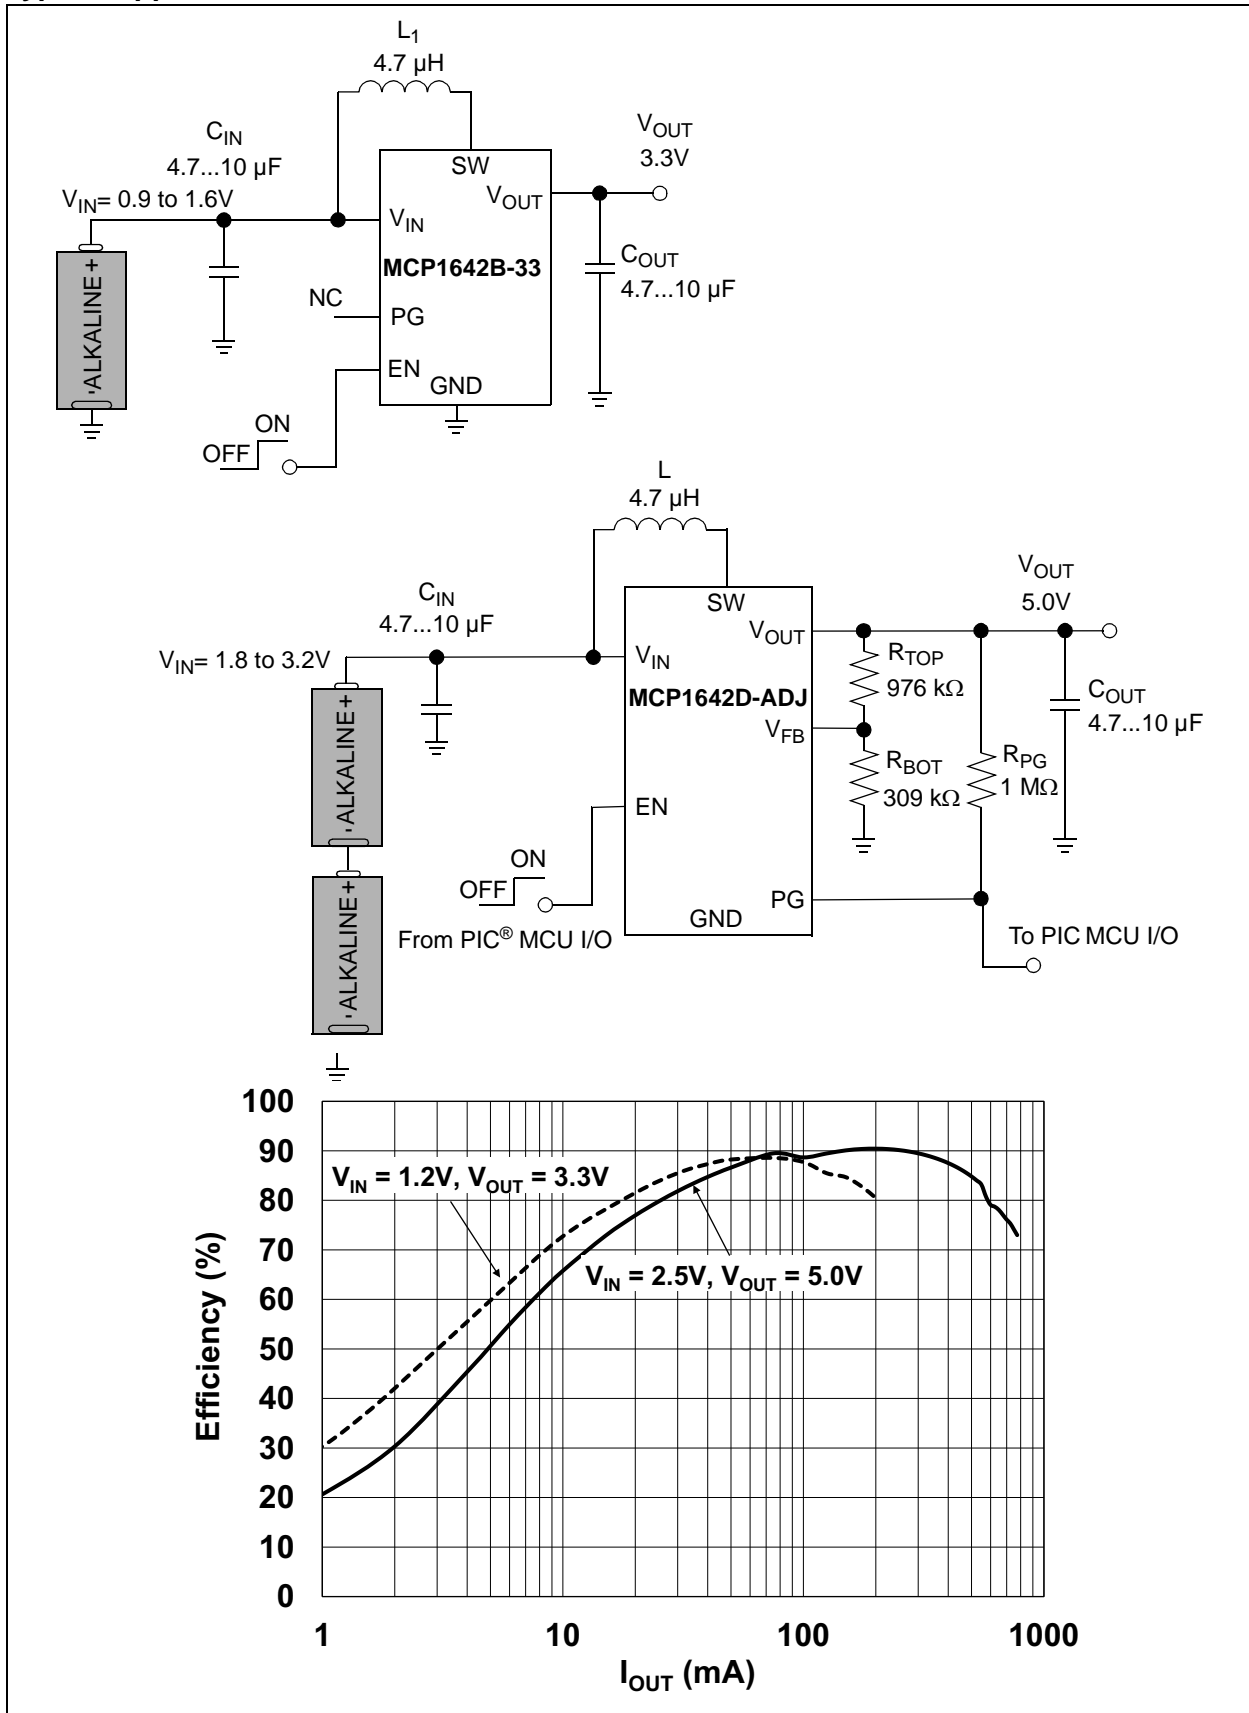 L1
4.7 µH
CIN
4.7...10 µF
VIN= 0.9 to 1.6V
VOUT
3.3V
SW
VOUT
VIN
MCP1642B-33
COUT
4.7...10 µF
NC
PG
EN
GND
- ALKALINE +
ON
OFF
L
4.7 µH
CIN
4.7...10 µF
VIN= 1.8 to 3.2V
VOUT
5.0V
SW
VOUT
VIN
MCP1642D-ADJ
RTOP
976 kΩ
COUT
4.7...10 µF
VFB
RBOT
309 kΩ
RPG
1 MΩ
EN
- ALKALINE +
ON
OFF
PG
GND
From PIC® MCU I/O
To PIC MCU I/O
- ALKALINE +
100
90
80
70
60
50
40
30
20
10
0
Efficiency (%)
VIN = 1.2V, VOUT = 3.3V
VIN = 2.5V, VOUT = 5.0V
1 10 100 1000
IOUT (mA)